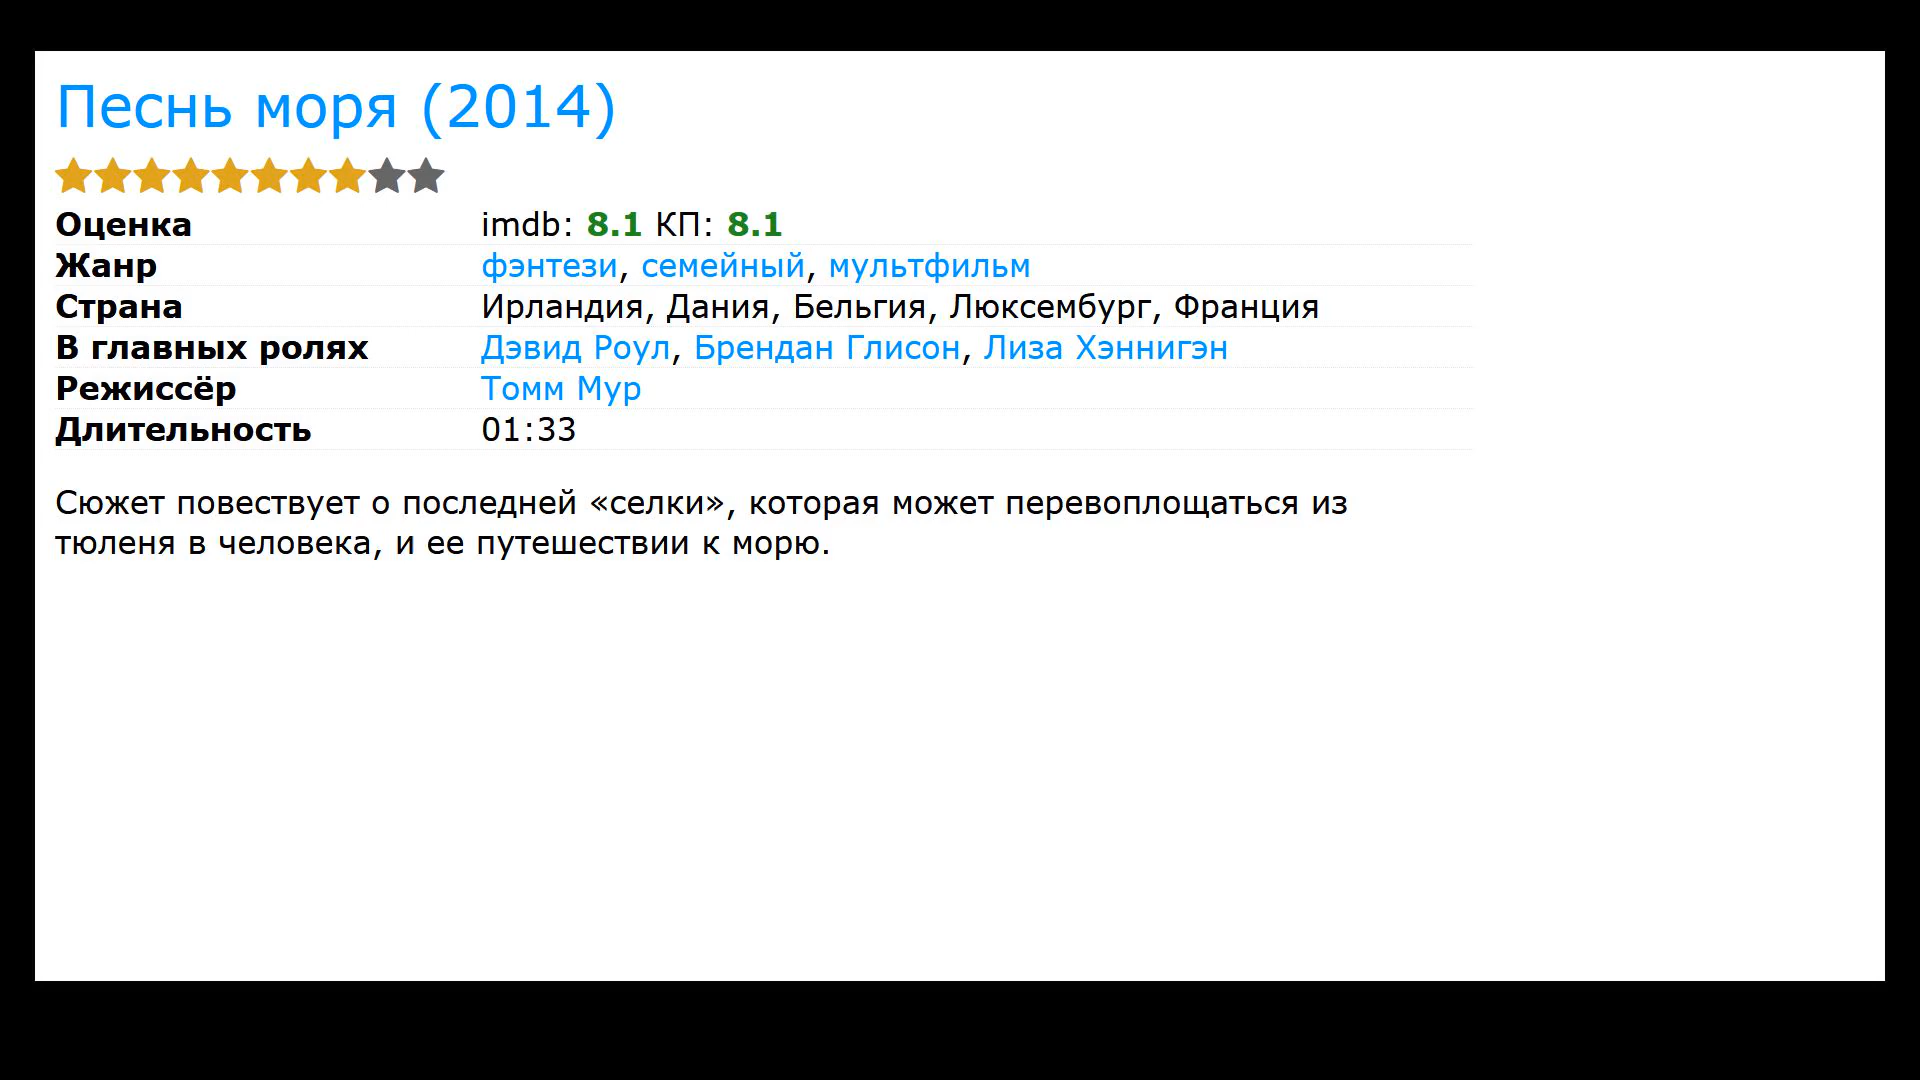 Песнь моря (2014)
Оценка imdb: 8.1 КП: 8.1
Жанр фэнтези, семейный, мультфильм
Страна Ирландия, Дания, Бельгия, Люксембург, Франция
В главных ролях Дэвид Роул, Брендан Глисон, Лиза Хэннигэн
Режиссёр Томм Мур
Длительность 01:33
Сюжет повествует о последней «селки», которая может перевоплощаться из
тюленя в человека, и ее путешествии к морю.